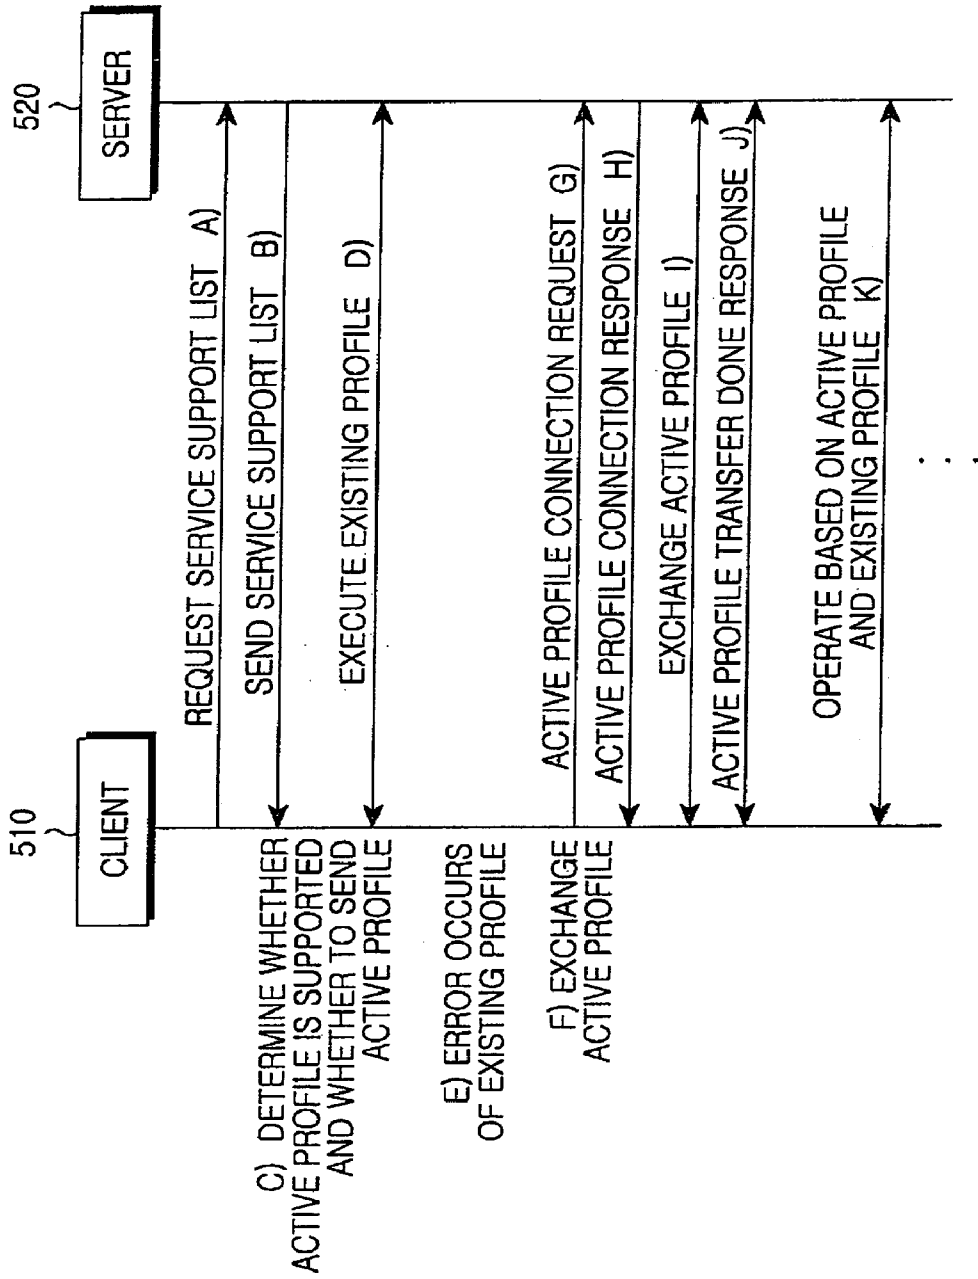 510
CLIENT
520
SERVER
REQUEST SERVICE SUPPORT LIST A)
SEND SERVICE SUPPORT LIST B)
C) DETERMINE WHETHER
ACTIVE PROFILE IS SUPPORTED
AND WHETHER TO SEND
ACTIVE PROFILE
EXECUTE EXISTING PROFILE D)
E) ERROR OCCURS
OF EXISTING PROFILE
F) EXCHANGE
ACTIVE PROFILE
ACTIVE PROFILE CONNECTION REQUEST G)
ACTIVE PROFILE CONNECTION RESPONSE H)
EXCHANGE ACTIVE PROFILE I)
ACTIVE PROFILE TRANSFER DONE RESPONSE J)
OPERATE BASED ON ACTIVE PROFILE
AND EXISTING PROFILE K)